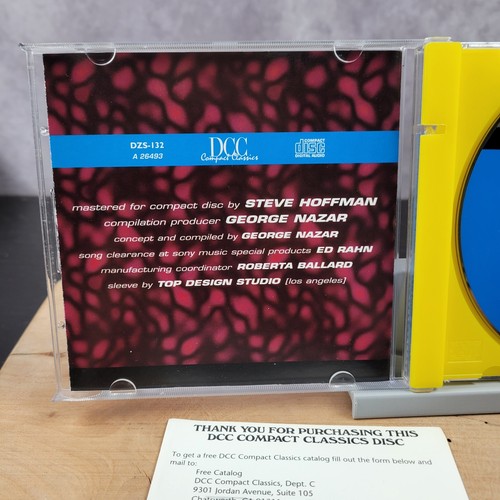 DZS-132
A 26493
DCC
Compact Classics
COMPACT
disc
DIGITAL AUDIO
mastered for compact disc by STEVE HOFFMAN
compilation producer GEORGE NAZAR
concept and compiled by GEORGE NAZAR
song clearance at sony music special products ED RAHN
manufacturing coordinator ROBERTA BALLARD
sleeve by TOP DESIGN STUDIO (los angeles)
THANK YOU FOR PURCHASING THIS
DCC COMPACT CLASSICS DISC
To get a free DCC Compact Classics catalog fill out the form below and
mail to:
Free Catalog
DCC Compact Classics, Dept. C
9301 Jordan Avenue, Suite 105